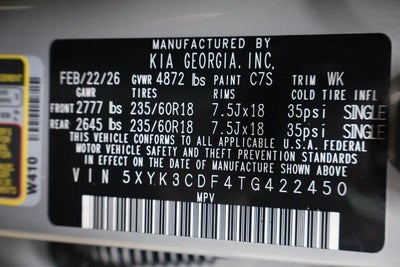 MANUFACTURED BY
KIA GEORGIA, INC,
FEB/22/26 GVWR 4872 lbs PAINT C7S TRIM WK
GAWR TIRES RIMS COLD TIRE INFL
FRONT 2777 lbs 235/60R18 7.5Jx18 35psi SINGLE
REAR 2645 lbs 235/60R18 7.5Jx18 35psi SINGLE
THIS VEHICLE CONFORMS TO ALL APPLICABLE U.S.A. FEDERAL
MOTOR VEHICLE SAFETY AND THEFT PREVENTION STANDARDS
IN EFFECT ON THE DATE OF MANUFACTURE SHOWN ABOVE
VIN 5XYK3CDF4TG422450
MPV
W410